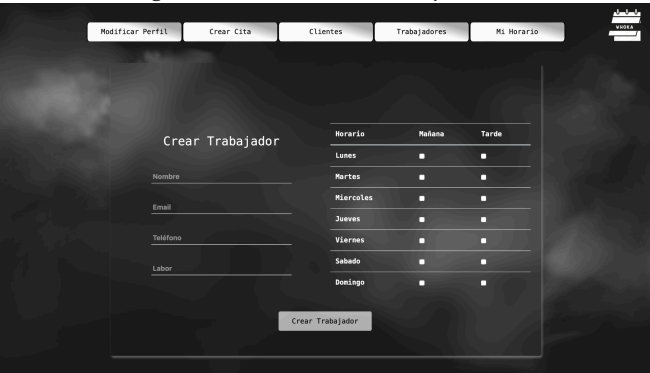 Modificar Perfil
Crear Cita
Clientes
Trabajadores
Mi Horario
WHOKA
Crear Trabajador
Nombre
Email
Teléfono
Labor
Horario Mañana Tarde
Lunes
Martes
Miercoles
Jueves
Viernes
Sabado
Domingo
Crear Trabajador